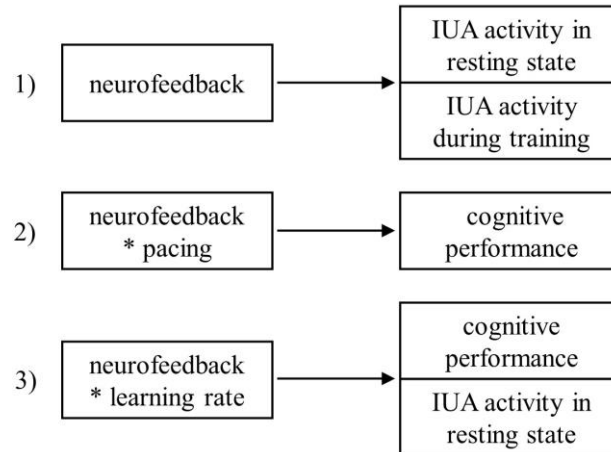 1)
neurofeedback
IUA activity in
resting state
IUA activity
during training
2)
neurofeedback
* pacing
cognitive
performance
3)
neurofeedback
* learning rate
cognitive
performance
IUA activity in
resting state